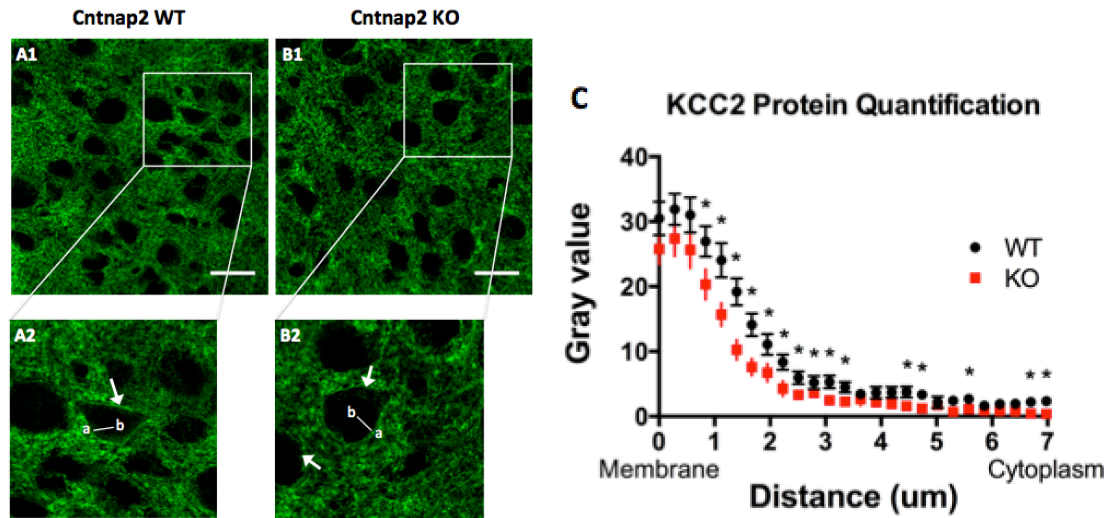 Cntnap2 WT
Cntnap2 KO
A1
B1
A2
a
b
B2
b
a
C
KCC2 Protein Quantification
Gray value
40
30
20
10
0
WT
KO
* * * * * * * * * * * * * * *
0 1 2 3 4 5 6 7
Membrane
Cytoplasm
Distance (um)